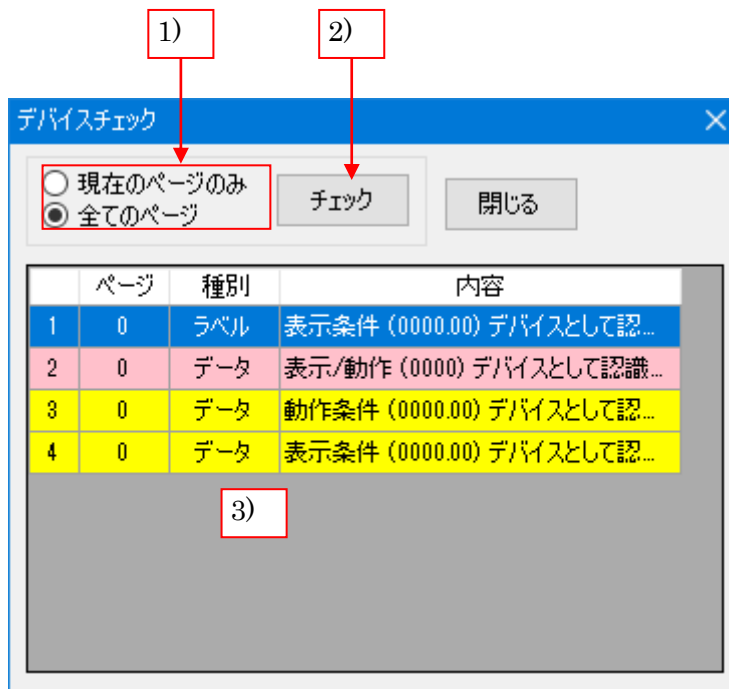 1) 2)
デバイスチェック
現在のページのみ
全てのページ
チェック 閉じる
ページ 種別 内容
1 0 ラベル 表示条件 (0000.00) デバイスとして認...
2 0 データ 表示/動作 (0000) デバイスとして認識...
3 0 データ 動作条件 (0000.00) デバイスとして認...
4 0 データ 表示条件 (0000.00) デバイスとして認...
3)